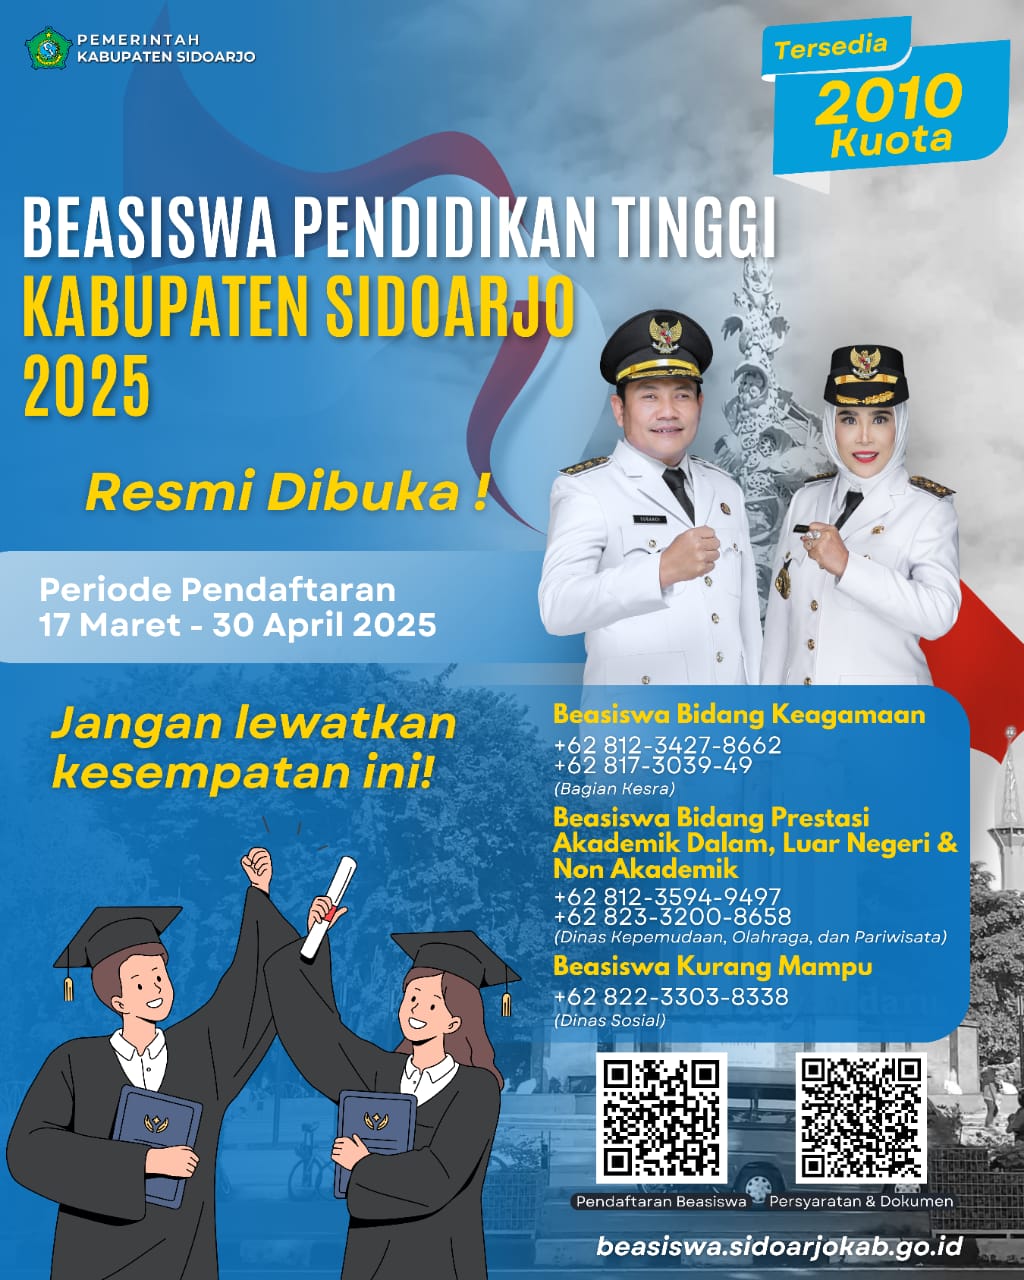 PEMERINTAH
KABUPATEN SIDOARJO
Tersedia
2010
Kuota
BEASISWA PENDIDIKAN TINGGI
KABUPATEN SIDOARJO
2025
Resmi Dibuka !
Periode Pendaftaran
17 Maret - 30 April 2025
Jangan lewatkan
kesempatan ini!
Beasiswa Bidang Keagamaan
+62 812-3427-8662
+62 817-3039-49
(Bagian Kesra)
Beasiswa Bidang Prestasi
Akademik Dalam, Luar Negeri &
Non Akademik
+62 812-3594-9497
+62 823-3200-8658
(Dinas Kepemudaan, Olahraga, dan Pariwisata)
Beasiswa Kurang Mampu
+62 822-3303-8338
(Dinas Sosial)
Pendaftaran Beasiswa
Persyaratan & Dokumen
beasiswa.sidoarjokab.go.id